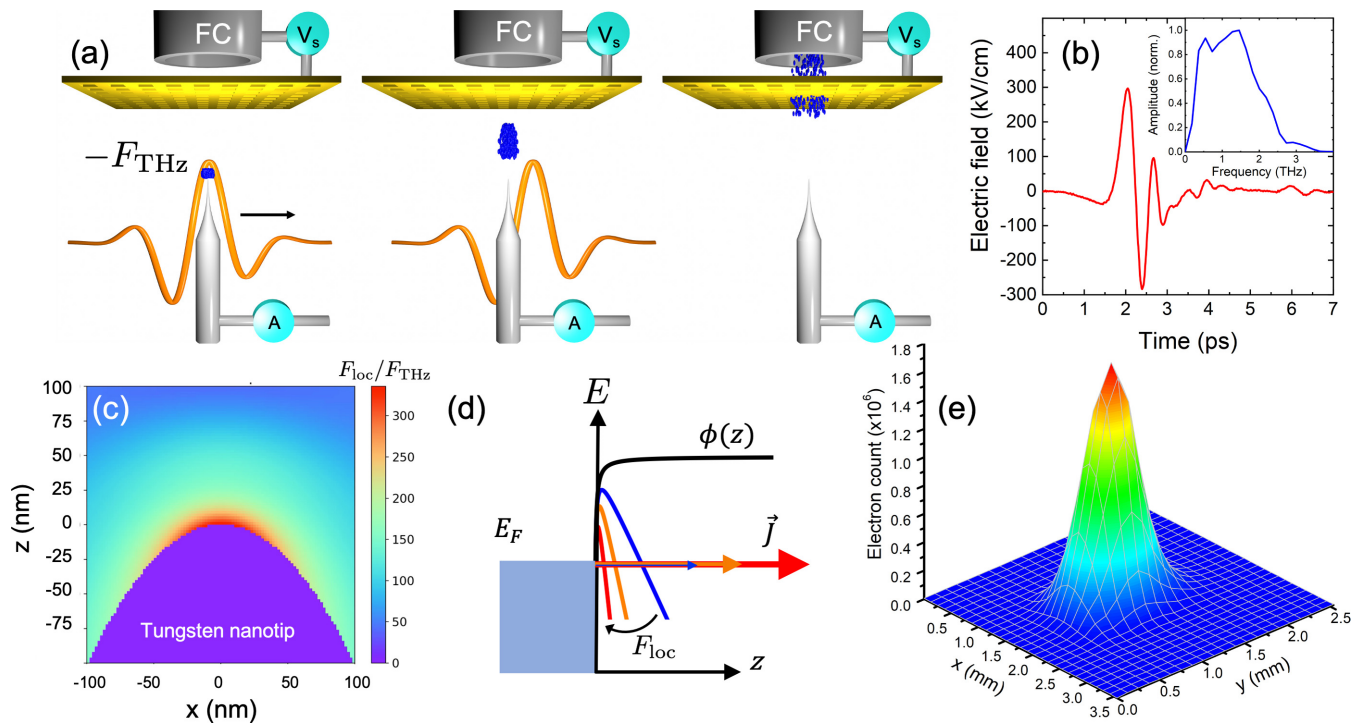 (a)
FC
Vs
FC
Vs
FC
Vs
−F_THz
A
A
A
(b)
Electric field (kV/cm)
400
300
200
100
0
-100
-200
-300
0 1 2 3 4 5 6 7
Time (ps)
Amplitude (norm.)
1.0
0.8
0.6
0.4
0.2
0.0
0 1 2 3
Frequency (THz)
(c)
F_loc/F_THz
z (nm)
100
75
50
25
0
-25
-50
-75
Tungsten nanotip
-100 -50 0 50 100
x (nm)
300
250
200
150
100
50
0
(d)
E
ϕ(z)
E_F
j⃗
F_loc
z
(e)
Electron count (x10⁶)
1.8
1.6
1.4
1.2
1.0
0.8
0.6
0.4
0.2
0.0
0.5
1.0
1.5
2.0
2.5
3.0
3.5
x (mm)
0.0
0.5
1.0
1.5
2.0
2.5
y (mm)